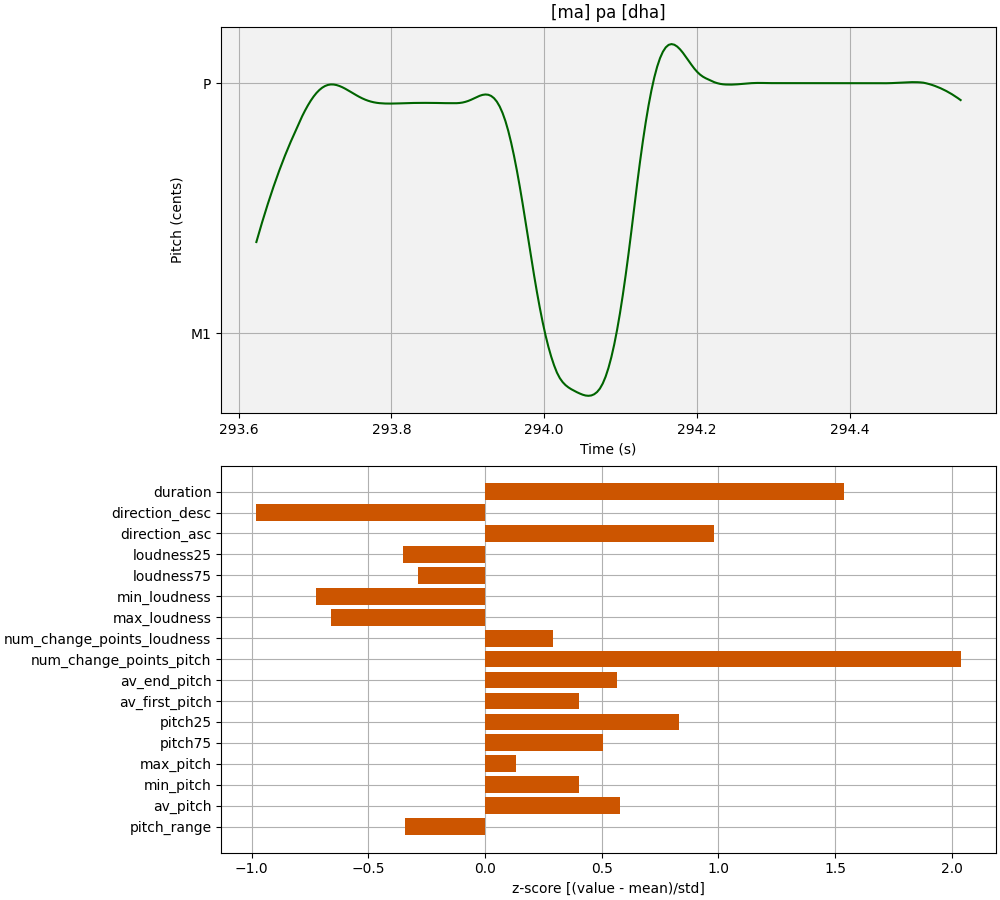 [ma] pa [dha]
P
M1
Pitch (cents)
293.6 293.8 294.0 294.2 294.4
Time (s)
duration
direction_desc
direction_asc
loudness25
loudness75
min_loudness
max_loudness
num_change_points_loudness
num_change_points_pitch
av_end_pitch
av_first_pitch
pitch25
pitch75
max_pitch
min_pitch
av_pitch
pitch_range
−1.0 −0.5 0.0 0.5 1.0 1.5 2.0
z-score [(value - mean)/std]